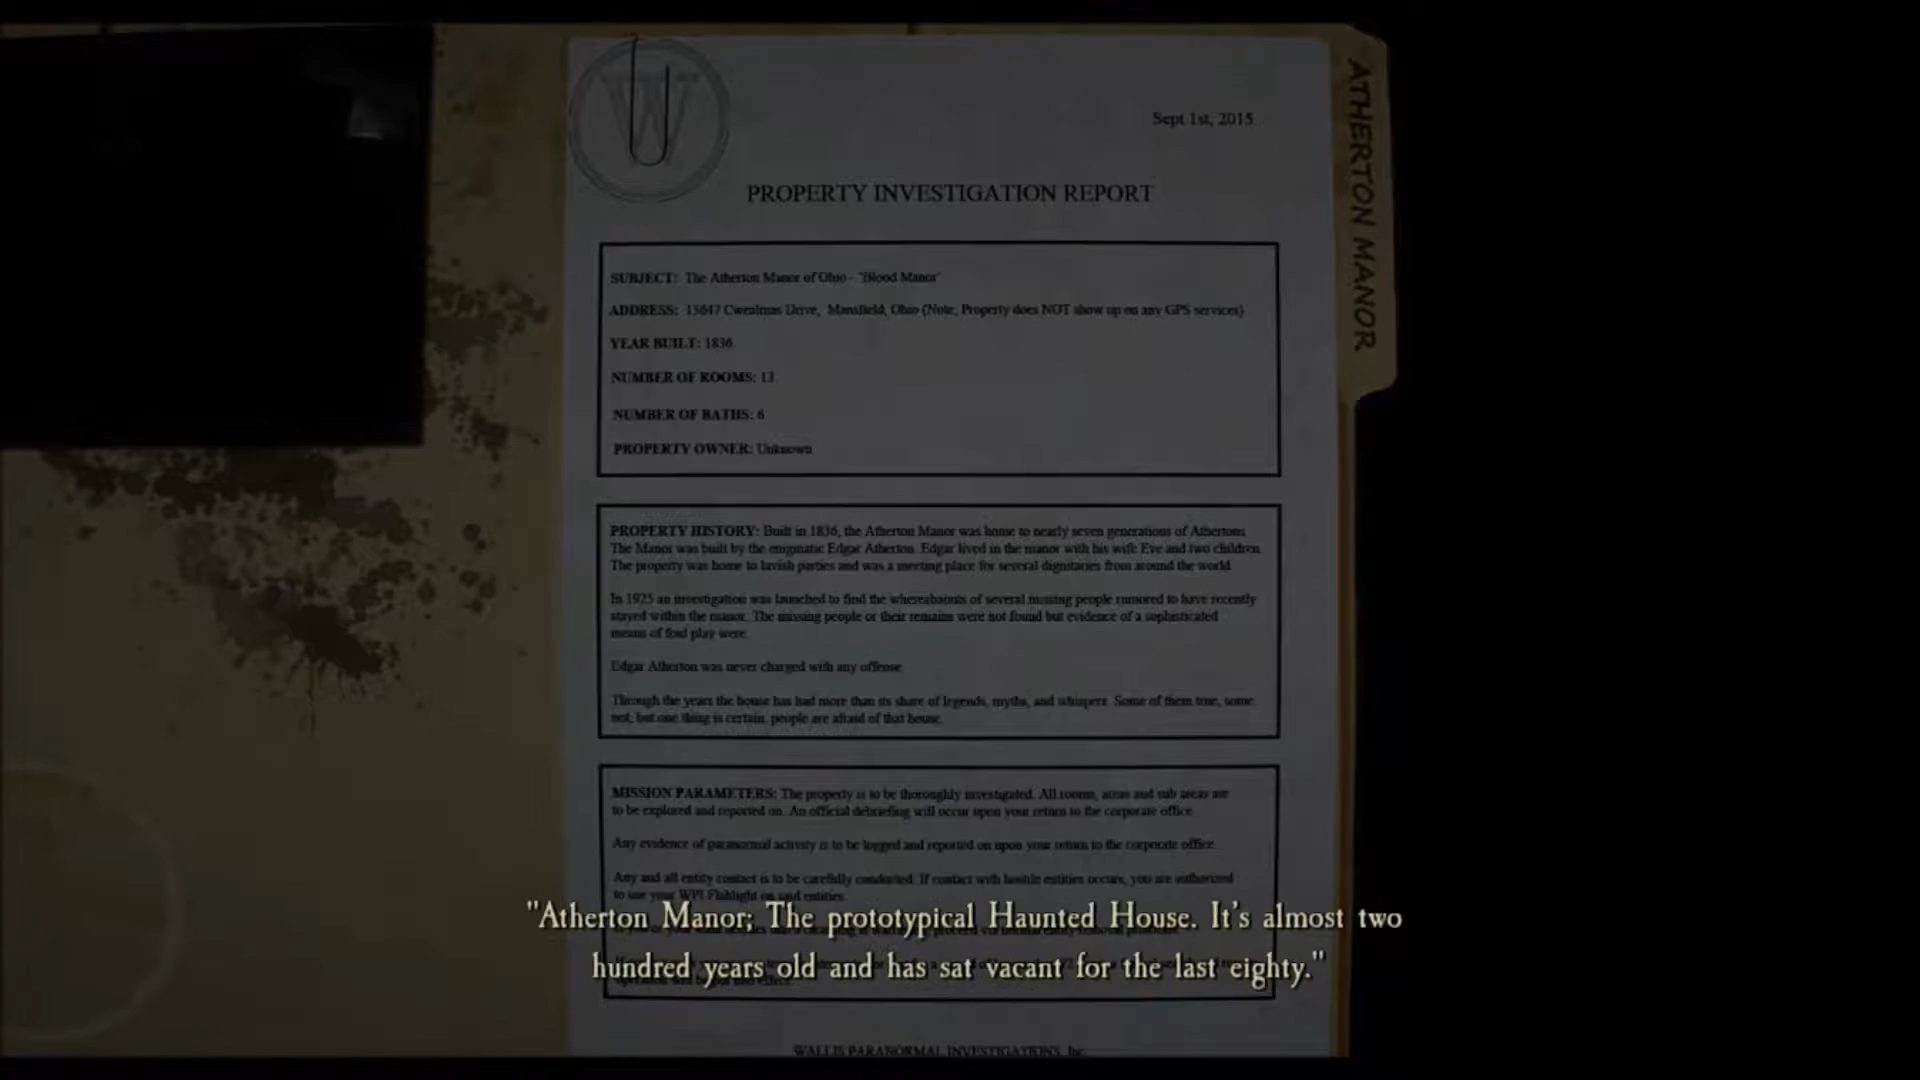 W
Sept 1st, 2015
ATHERTON MANOR
PROPERTY INVESTIGATION REPORT
SUBJECT: The Atherton Manor of Ohio - "Blood Manor"
ADDRESS: 15647 Cwealmas Drive, Mansfield, Ohio (Note; Property does NOT show up on any GPS services)
YEAR BUILT: 1836
NUMBER OF ROOMS: 13
NUMBER OF BATHS: 6
PROPERTY OWNER: Unknown
PROPERTY HISTORY: Built in 1836, the Atherton Manor was home to nearly seven generations of Athertons.
The Manor was built by the enigmatic Edgar Atherton. Edgar lived in the manor with his wife Eve and two children.
The property was home to lavish parties and was a meeting place for several dignitaries from around the world.
In 1925 an investigation was launched to find the whereabouts of several missing people rumored to have recently
stayed within the manor. The missing people or their remains were not found but evidence of a sophisticated
means of foul play were.
Edgar Atherton was never charged with any offense.
Through the years the house has had more than its share of legends, myths, and whispers. Some of them true, some
not, but one thing is certain, people are afraid of that house.
MISSION PARAMETERS: The property is to be thoroughly investigated. All rooms, areas and sub areas are
to be explored and reported on. An official debriefing will occur upon your return to the corporate office.
Any evidence of paranormal activity is to be logged and reported on upon your return to the corporate office.
Any and all entity contact is to be carefully conducted. If contact with hostile entities occurs, you are authorized
to use your WPI Flashlight on said entities.
"Atherton Manor; The prototypical Haunted House. It's almost two
hundred years old and has sat vacant for the last eighty."
WALLIS PARANORMAL INVESTIGATIONS, Inc.